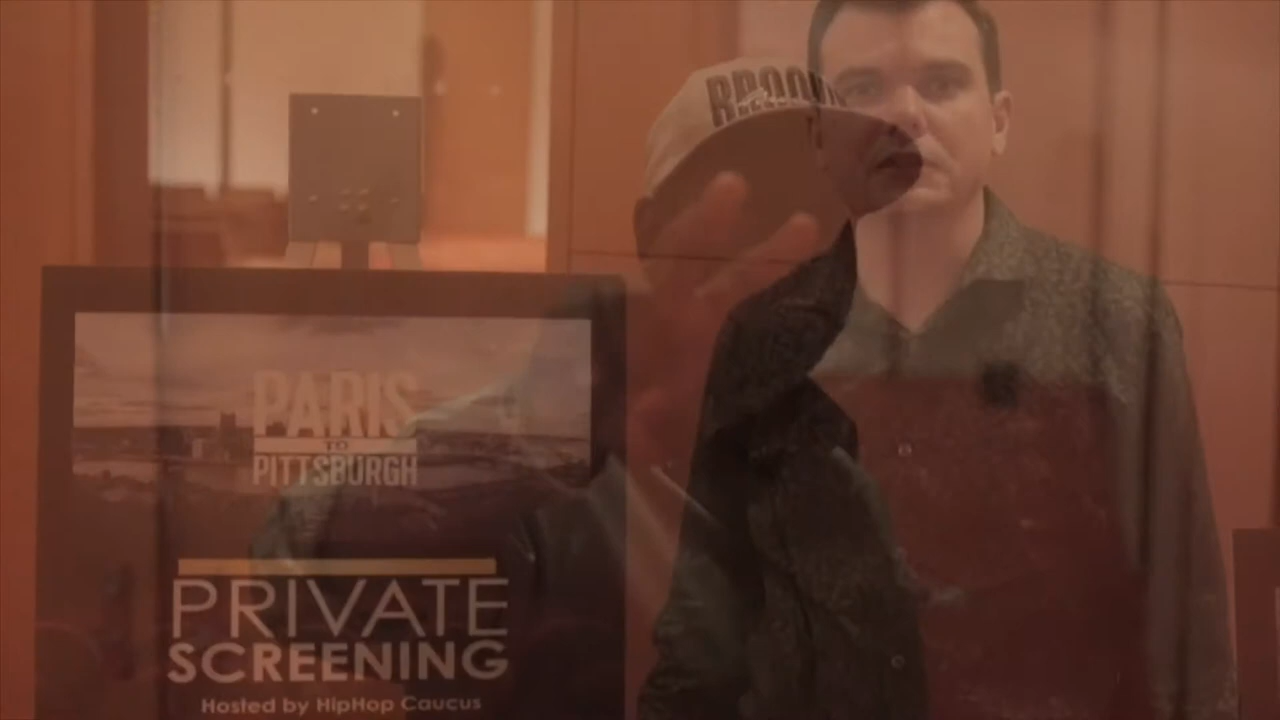 PARIS
TO
PITTSBURGH
PRIVATE
SCREENING
Hosted by HipHop Caucus